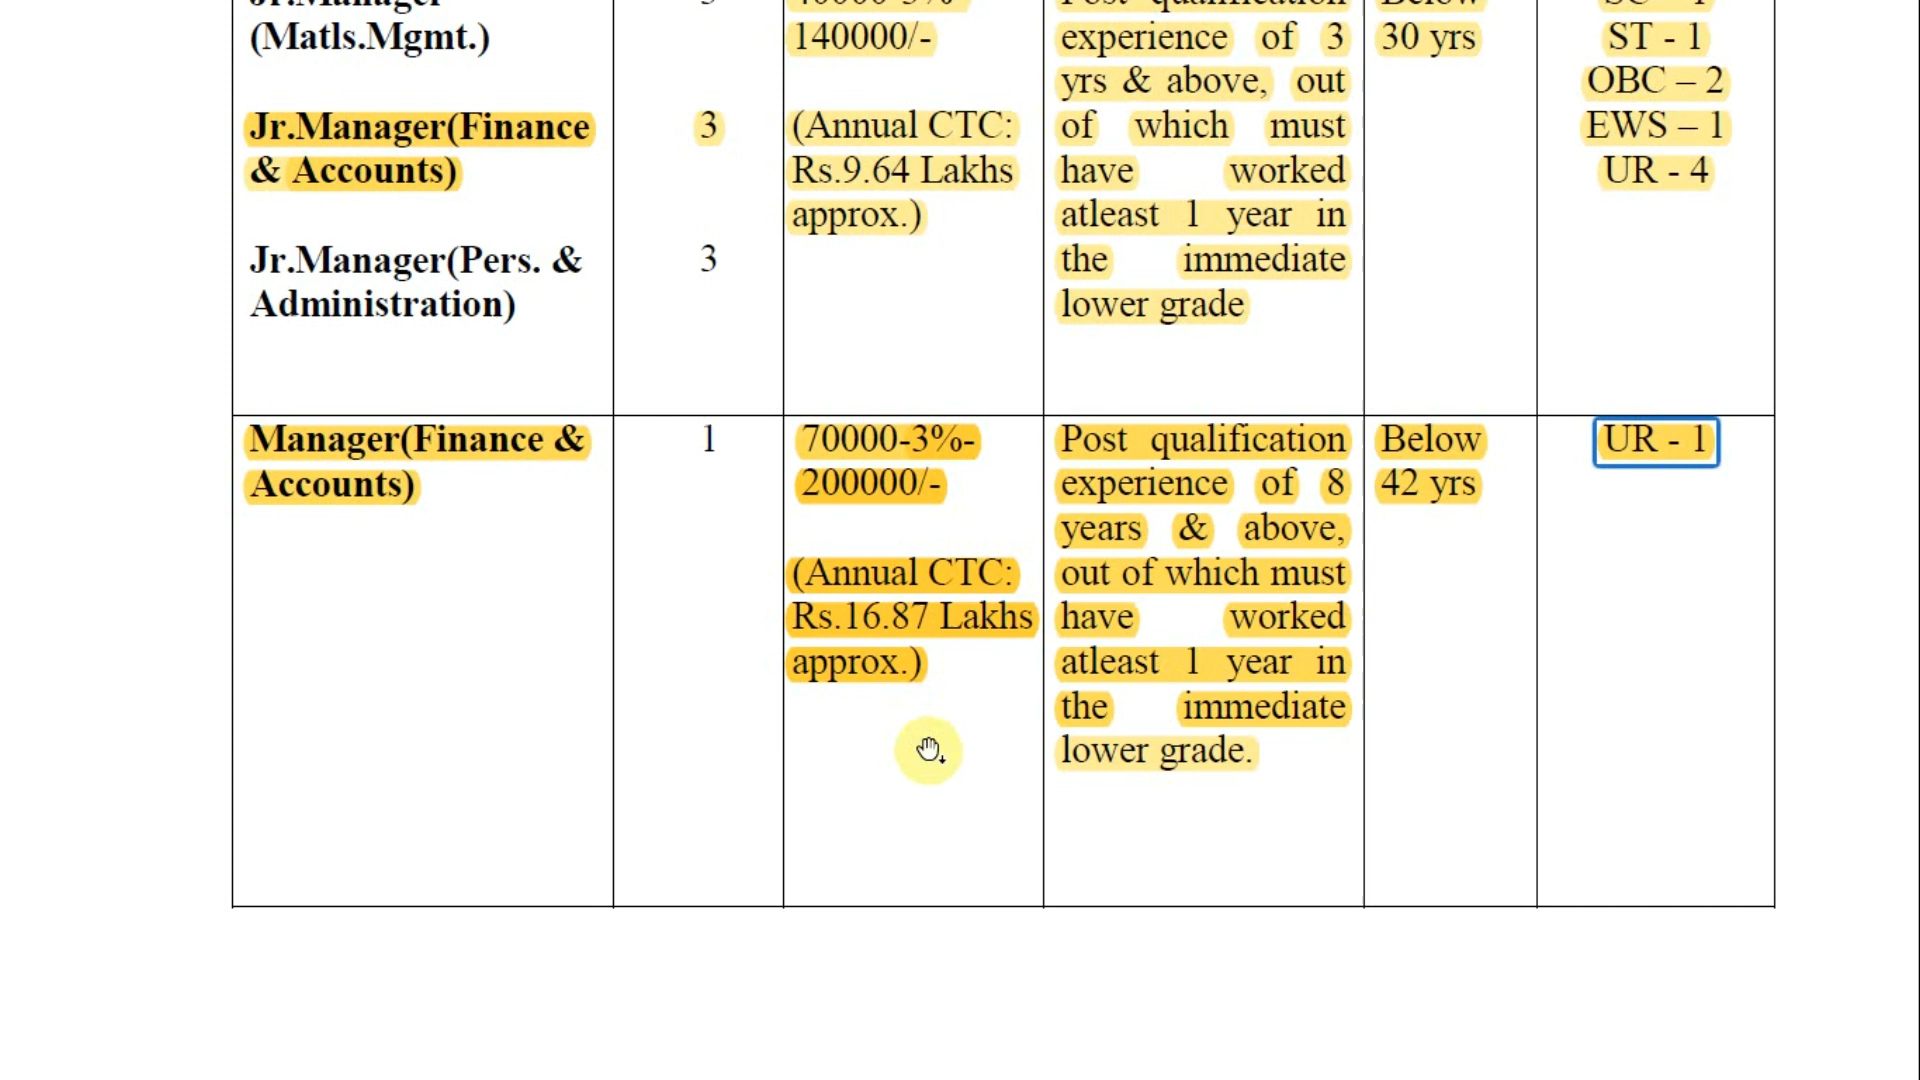 (Matls.Mgmt.)
140000/-
experience of 3
30 yrs
ST - 1
yrs & above, out
OBC – 2
Jr.Manager(Finance
3
(Annual CTC:
of which must
EWS – 1
& Accounts)
Rs.9.64 Lakhs
have worked
UR - 4
approx.)
atleast 1 year in
Jr.Manager(Pers. &
3
the immediate
Administration)
lower grade
Manager(Finance &
1
70000-3%-
Post qualification
Below
UR - 1
Accounts)
200000/-
experience of 8
42 yrs
years & above,
(Annual CTC:
out of which must
Rs.16.87 Lakhs
have worked
approx.)
atleast 1 year in
the immediate
lower grade.